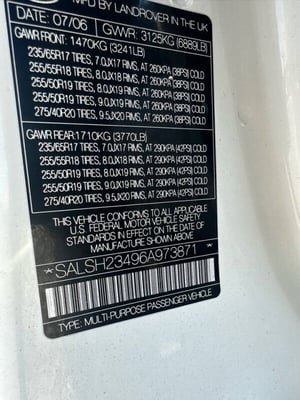 MFD BY LANDROVER IN THE UK
DATE: 07/06 GVWR: 3125KG (6889LB)
GAWR FRONT: 1470KG (3241LB)
235/65R17 TIRES, 7.0JX17 RIMS, AT 260KPA (38PSI) COLD
255/55R18 TIRES, 8.0JX18 RIMS, AT 260KPA (38PSI) COLD
255/50R19 TIRES, 8.0JX19 RIMS, AT 260KPA (38PSI) COLD
255/50R19 TIRES, 9.0JX19 RIMS, AT 260KPA (38PSI) COLD
275/40R20 TIRES, 9.5JX20 RIMS, AT 260KPA (38PSI) COLD
GAWR REAR: 1710KG (3770LB)
235/65R17 TIRES, 7.0JX17 RIMS, AT 290KPA (42PSI) COLD
255/55R18 TIRES, 8.0JX18 RIMS, AT 290KPA (42PSI) COLD
255/50R19 TIRES, 8.0JX19 RIMS, AT 290KPA (42PSI) COLD
255/50R19 TIRES, 9.0JX19 RIMS, AT 290KPA (42PSI) COLD
275/40R20 TIRES, 9.5JX20 RIMS, AT 290KPA (42PSI) COLD
THIS VEHICLE CONFORMS TO ALL APPLICABLE
U.S. FEDERAL MOTOR VEHICLE SAFETY
STANDARDS IN EFFECT ON THE DATE OF
MANUFACTURE SHOWN ABOVE
*SALSH23496A973871*
TYPE: MULTI-PURPOSE PASSENGER VEHICLE